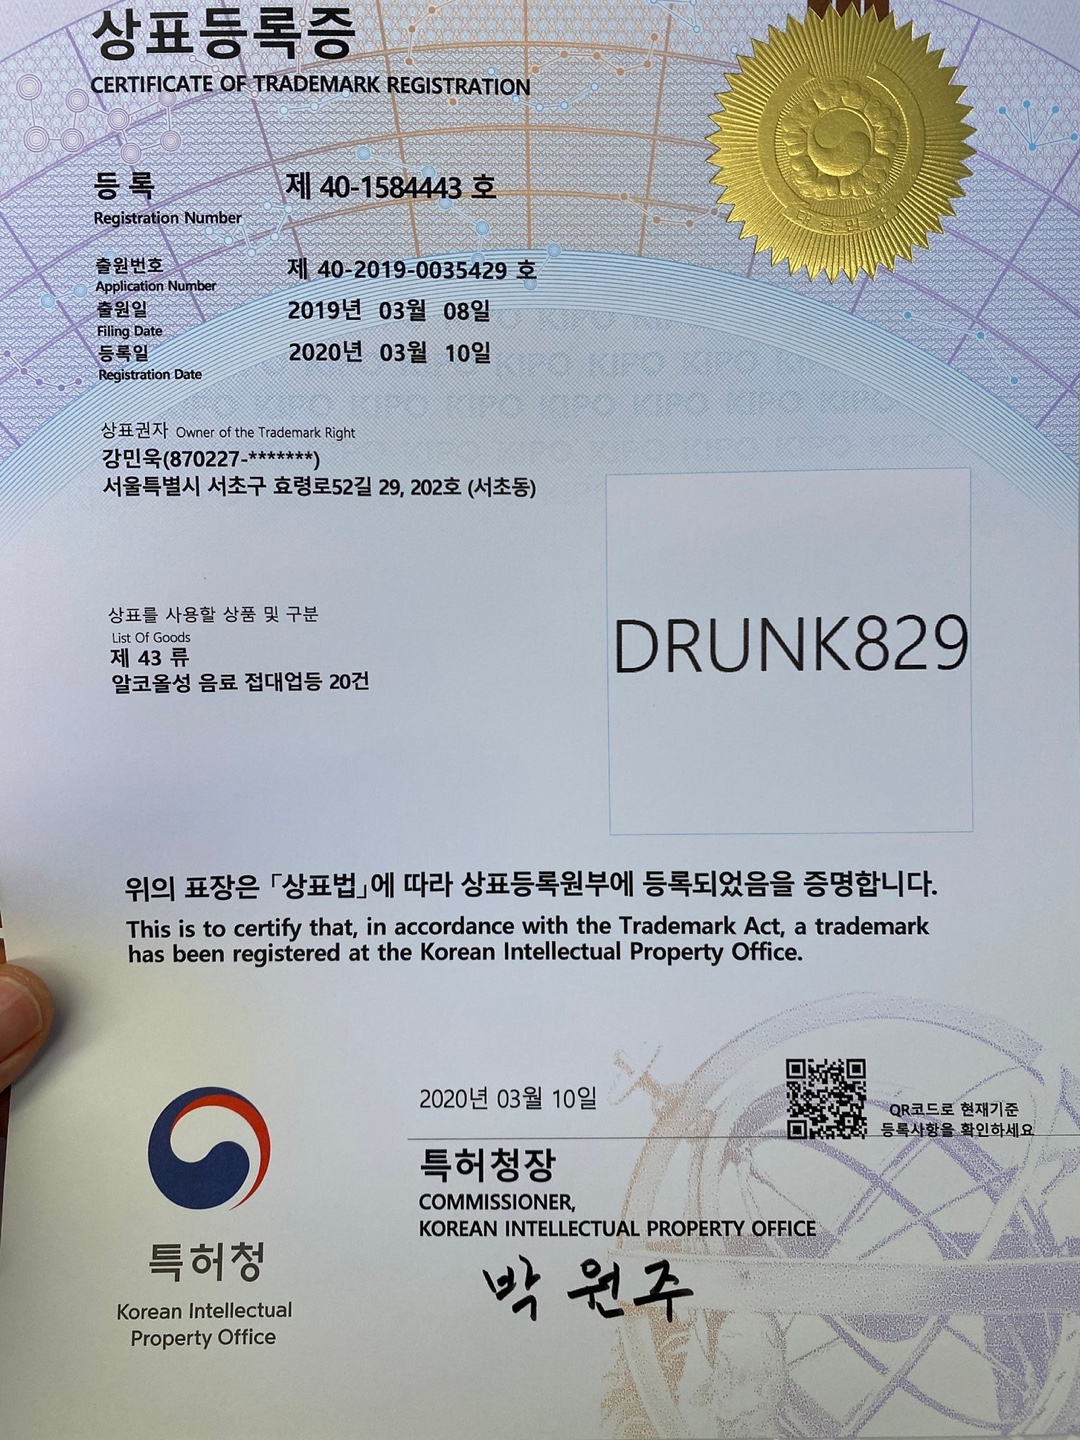 상표등록증
CERTIFICATE OF TRADEMARK REGISTRATION
등록 제 40-1584443 호
Registration Number
출원번호 제 40-2019-0035429 호
Application Number
출원일 2019년 03월 08일
Filing Date
등록일 2020년 03월 10일
Registration Date
KIPO KIPO KIPO
KIPO KIPO KIPO KIPO KIPO KIPO KIPO
상표권자 Owner of the Trademark Right
강민욱(870227-*******)
서울특별시 서초구 효령로52길 29, 202호 (서초동)
상표를 사용할 상품 및 구분
List Of Goods
제 43 류
알코올성 음료 접대업등 20건
DRUNK829
위의 표장은 「상표법」에 따라 상표등록원부에 등록되었음을 증명합니다.
This is to certify that, in accordance with the Trademark Act, a trademark
has been registered at the Korean Intellectual Property Office.
2020년 03월 10일
QR코드로 현재기준
등록사항을 확인하세요
특허청장
COMMISSIONER,
KOREAN INTELLECTUAL PROPERTY OFFICE
박원주
특허청
Korean Intellectual
Property Office